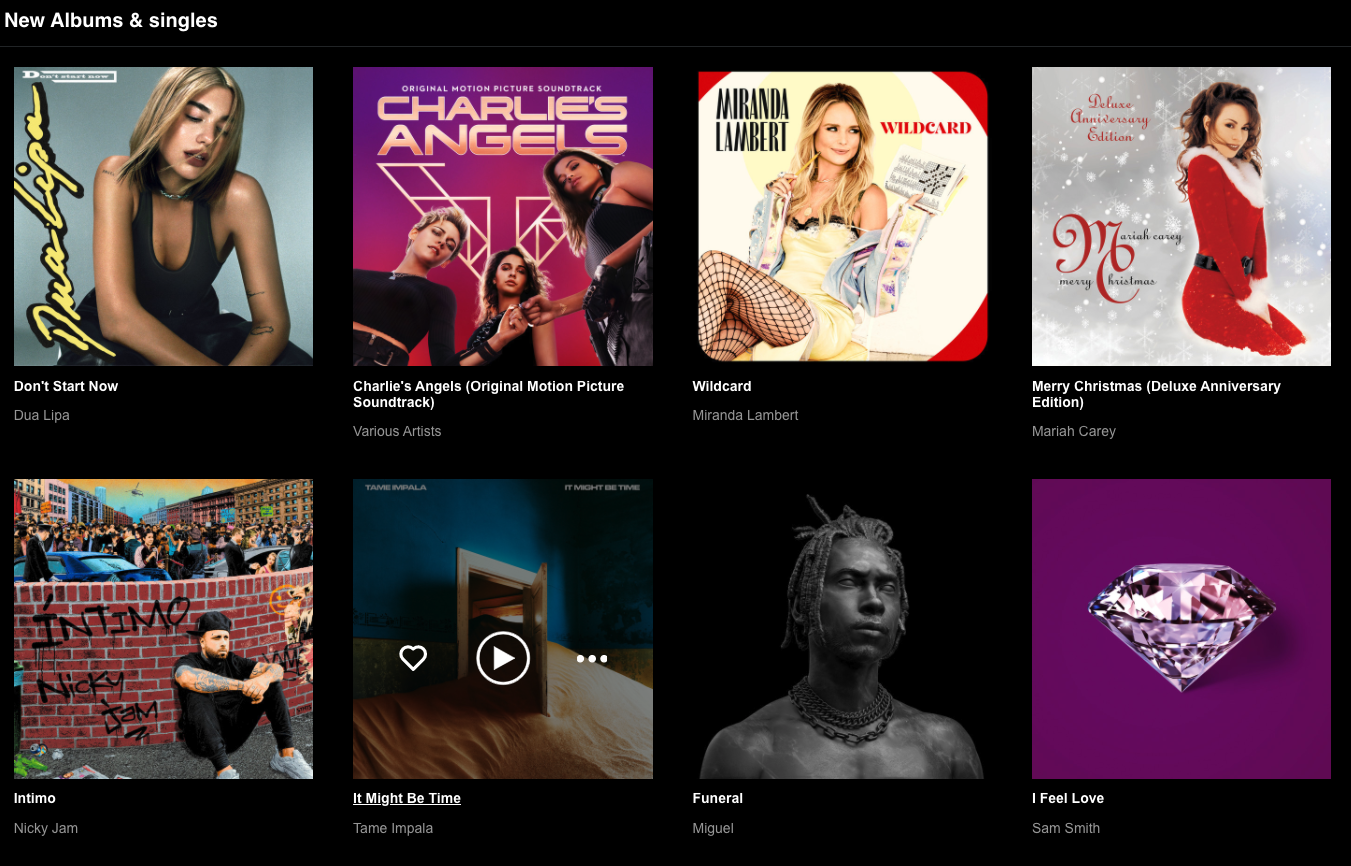 New Albums & singles
Don't start now
Dua Lipa
ORIGINAL MOTION PICTURE SOUNDTRACK
CHARLIE'S
ANGELS
MIRANDA
LAMBERT
WILDCARD
Deluxe
Anniversary
Edition
Mariah carey
merry Christmas
Don't Start Now
Dua Lipa
Charlie's Angels (Original Motion Picture
Soundtrack)
Various Artists
Wildcard
Miranda Lambert
Merry Christmas (Deluxe Anniversary
Edition)
Mariah Carey
ÍNTIMO
NICKY
JAM
TAME IMPALA
IT MIGHT BE TIME
Intimo
Nicky Jam
It Might Be Time
Tame Impala
Funeral
Miguel
I Feel Love
Sam Smith